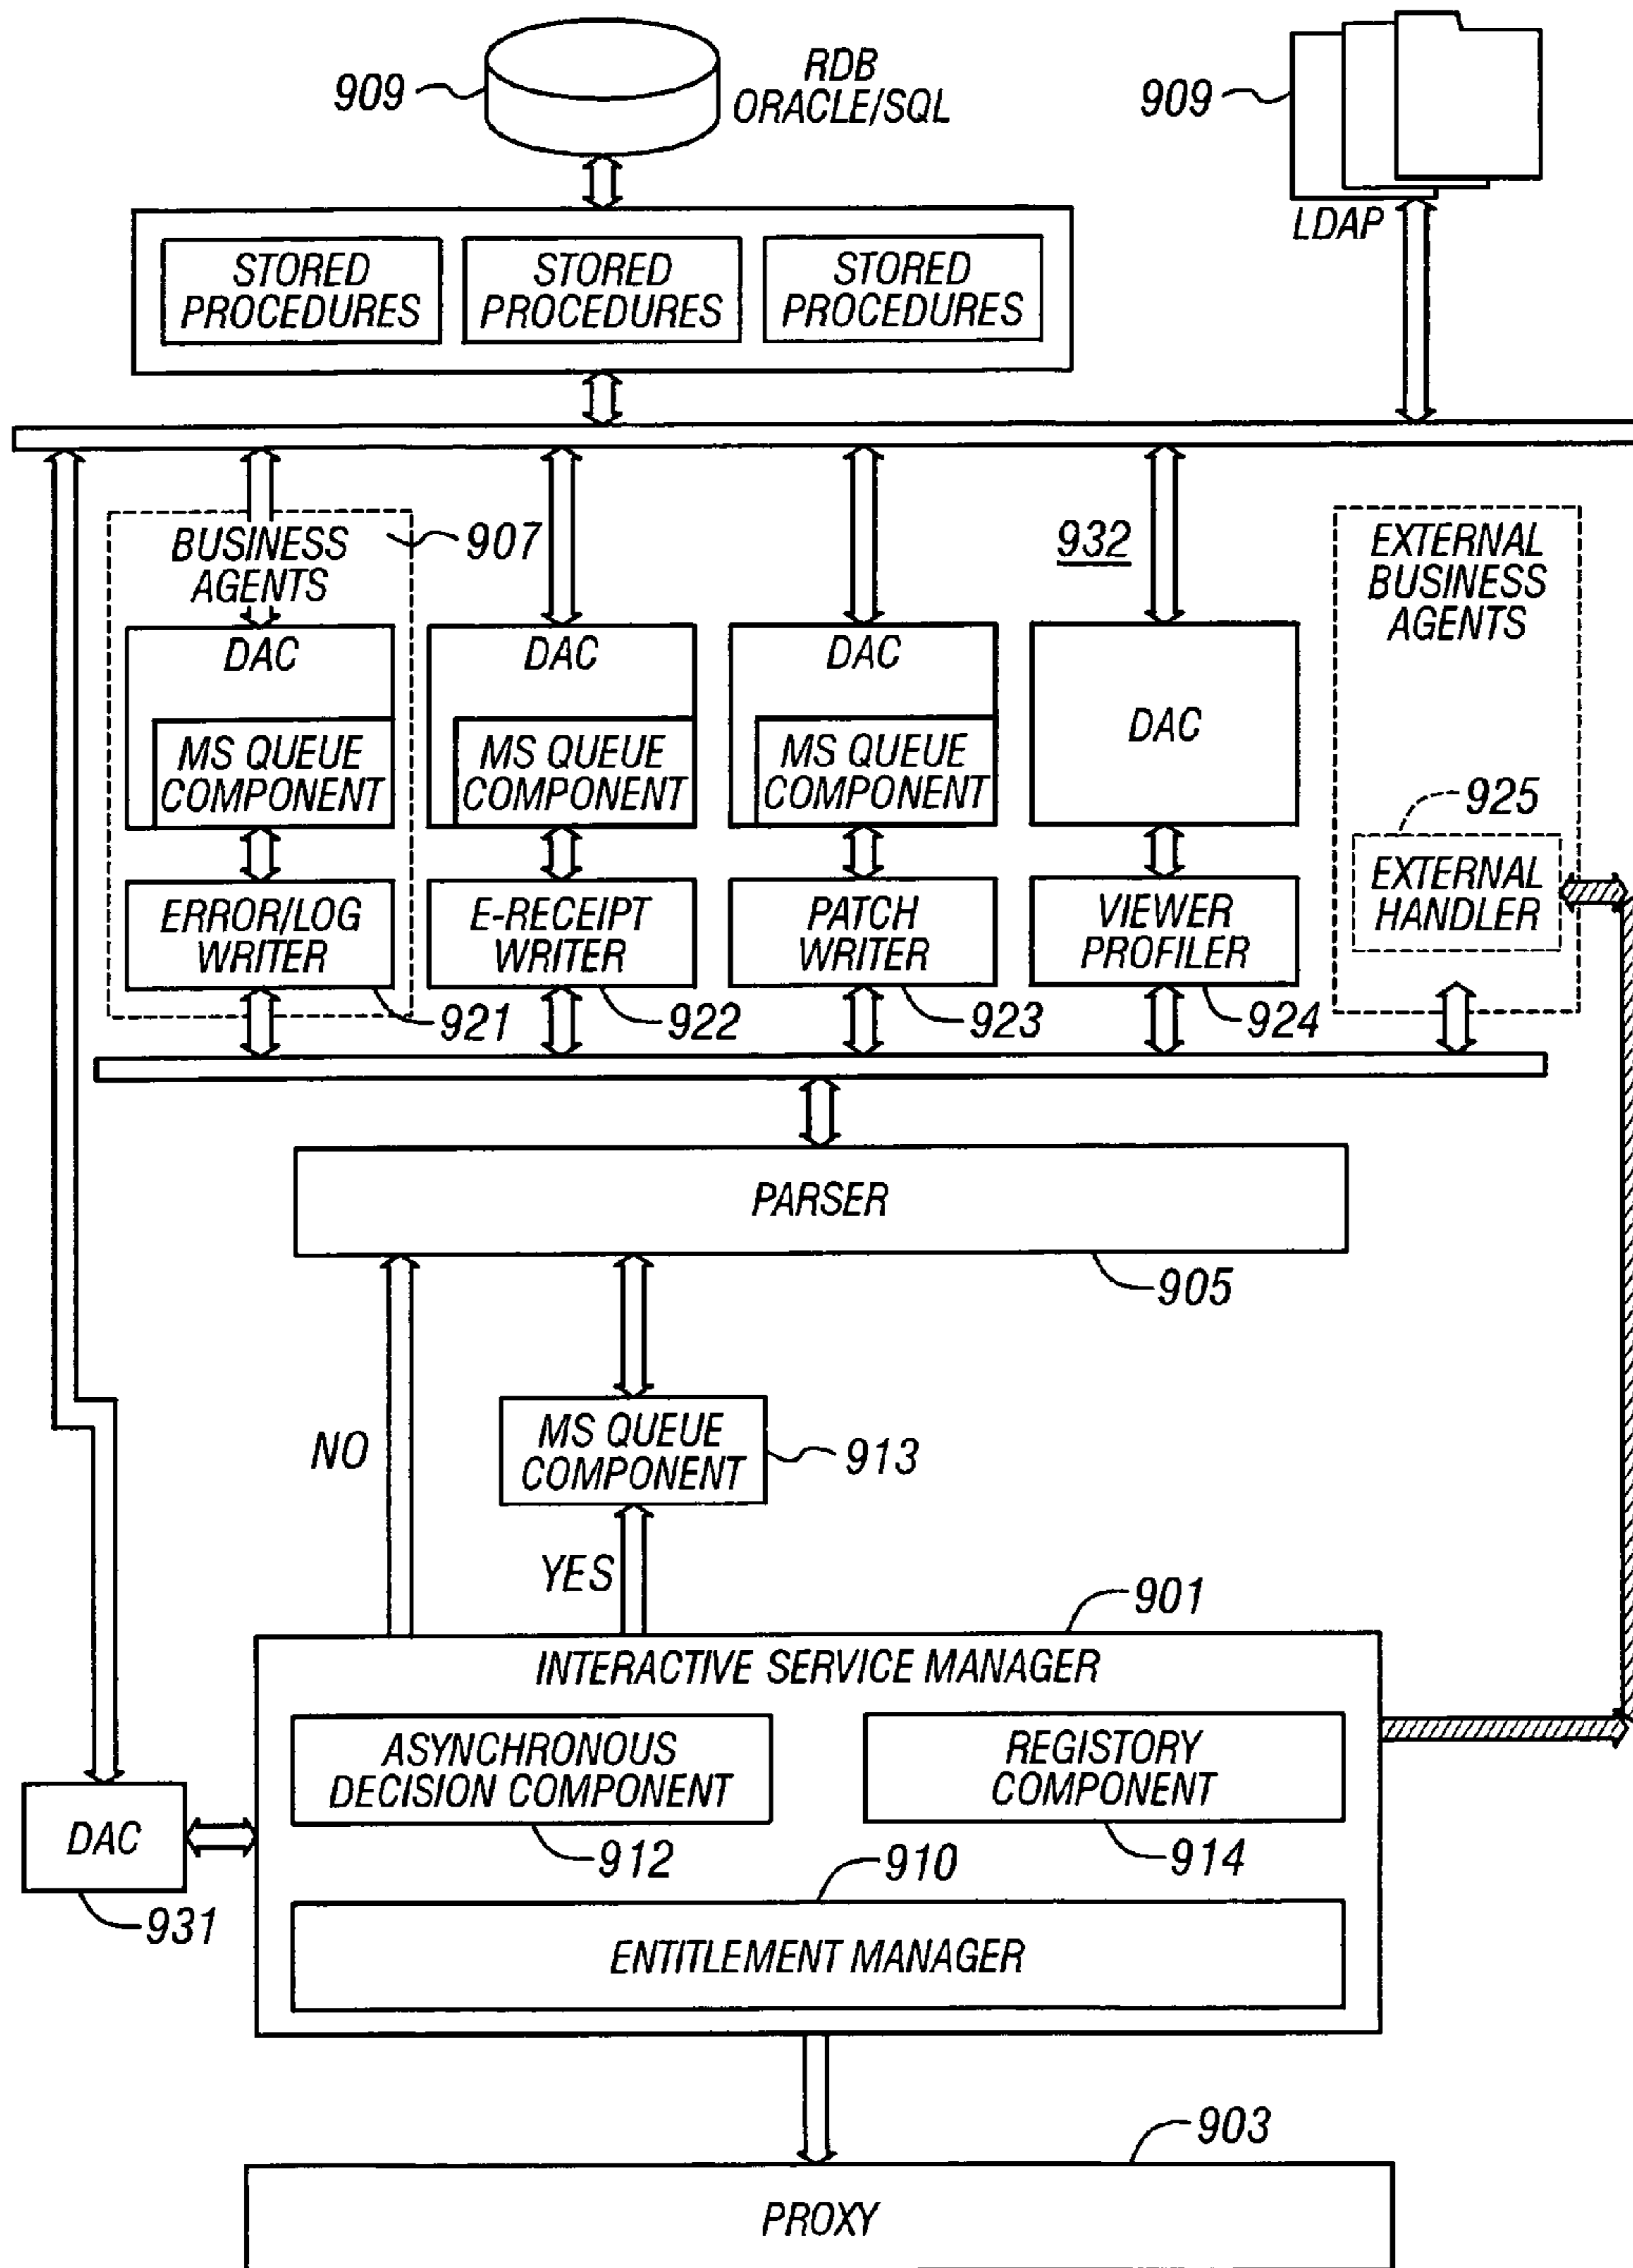 909
RDB
ORACLE/SQL
909
LDAP
STORED
PROCEDURES
STORED
PROCEDURES
STORED
PROCEDURES
BUSINESS
AGENTS
907
932
EXTERNAL
BUSINESS
AGENTS
DAC
MS QUEUE
COMPONENT
DAC
MS QUEUE
COMPONENT
DAC
MS QUEUE
COMPONENT
DAC
925
EXTERNAL
HANDLER
ERROR/LOG
WRITER
E-RECEIPT
WRITER
PATCH
WRITER
VIEWER
PROFILER
921
922
923
924
PARSER
905
NO
MS QUEUE
COMPONENT
913
YES
901
INTERACTIVE SERVICE MANAGER
ASYNCHRONOUS
DECISION COMPONENT
REGISTORY
COMPONENT
912
914
DAC
931
910
ENTITLEMENT MANAGER
903
PROXY